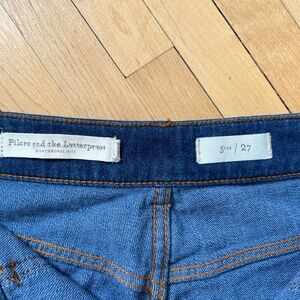 Pilcro and the Letterpress
ANTHROPOLOGIE
Size / 27